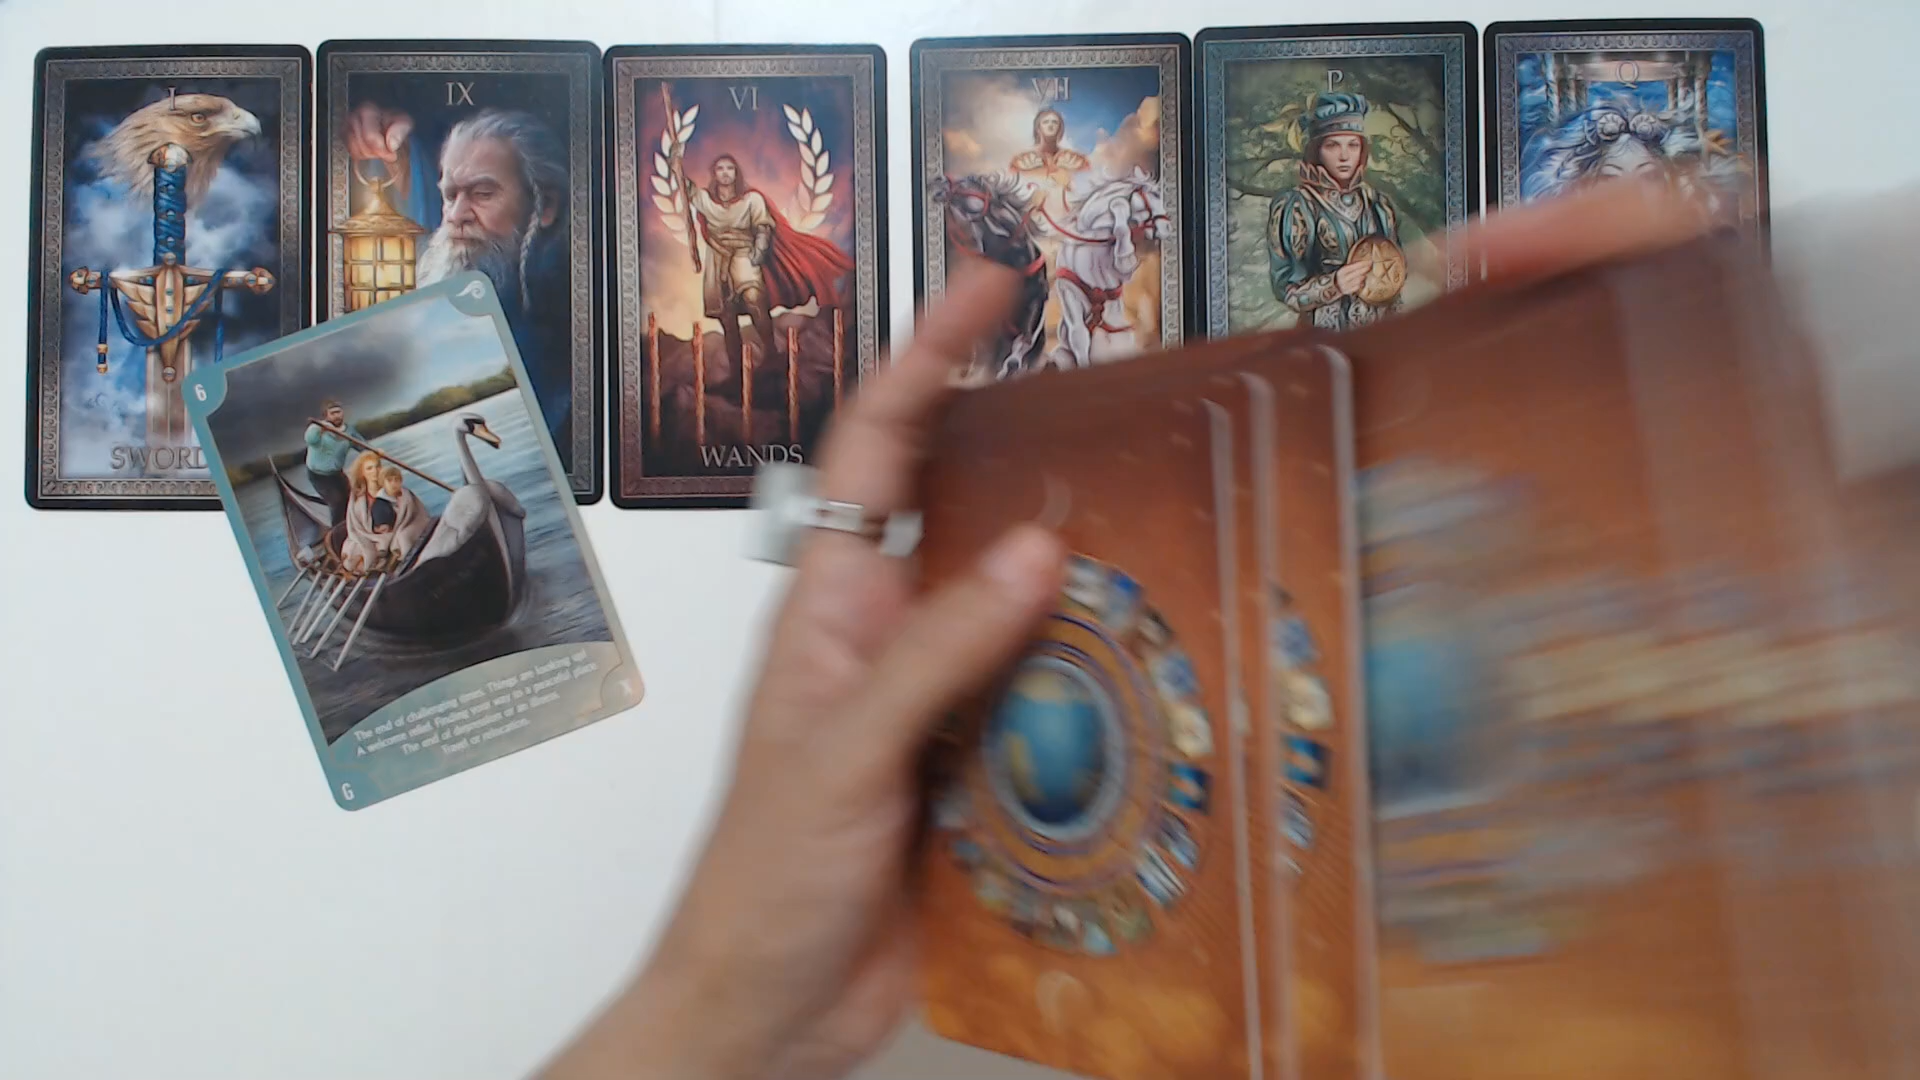 I
IX
VI
VII
P
Q
SWORD
WANDS
6
The end of challenging times. Things are looking up!
A welcome relief. Finding your way to a peaceful place.
The end of depression or an illness.
Travel or relocation.
G
X